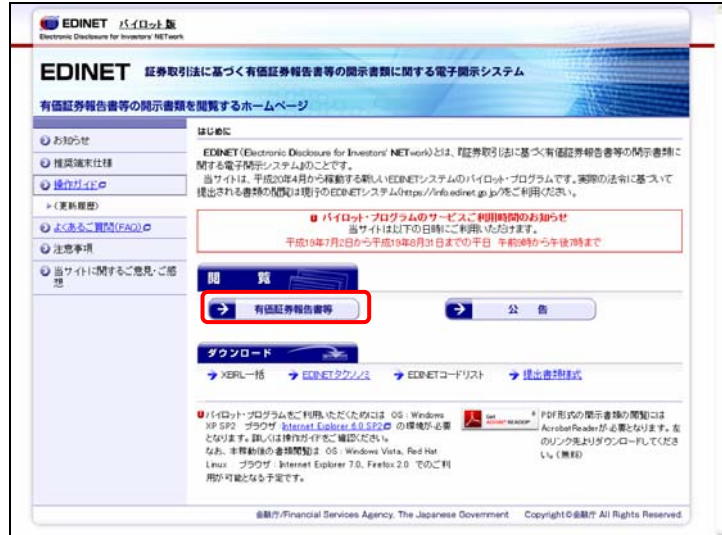 EDINET パイロット版
Electronic Disclosure for Investors' NETwork
EDINET 証券取引法に基づく有価証券報告書等の開示書類に関する電子開示システム
有価証券報告書等の開示書類を閲覧するホームページ
お知らせ
推奨端末仕様
操作ガイド
(更新履歴)
よくあるご質問(FAQ)
注意事項
当サイトに関するご意見・ご感
想
はじめに
EDINET(Electronic Disclosure for Investors' NETwork)とは、『証券取引法に基づく有価証券報告書等の開示書類に
関する電子開示システム』のことです。
当サイトは、平成20年4月から稼動する新しいEDINETシステムのパイロット・プログラムです。実際の法令に基づいて
提出される書類の閲覧は現行のEDINETシステム(https://info.edinet.go.jp/)をご利用ください。
パイロット・プログラムのサービスご利用時間のお知らせ
当サイトは以下の日時にご利用いただけます。
平成19年7月2日から平成19年8月31日までの平日 午前9時から午後7時まで
閲 覧
有価証券報告書等
公 告
ダウンロード
XBRL一括
EDINETタクソノミ
EDINETコードリスト
提出書類様式
パイロット・プログラムをご利用いただくためには OS:Windows
XP SP2 ブラウザ:Internet Explorer 6.0 SP2 の環境が必要
となります。詳しくは操作ガイドをご確認ください。
なお、本稼動後の書類閲覧は OS:Windows Vista、Red Hat
Linux ブラウザ:Internet Explorer 7.0、Firefox 2.0 でのご利
用が可能となる予定です。
Get
ACROBAT READER
PDF形式の開示書類の閲覧には
AcrobatReaderが必要となります。左
のリンク先よりダウンロードしてくださ
い。(無料)
金融庁/Financial Services Agency, The Japanese Government Copyright©金融庁 All Rights Reserved.